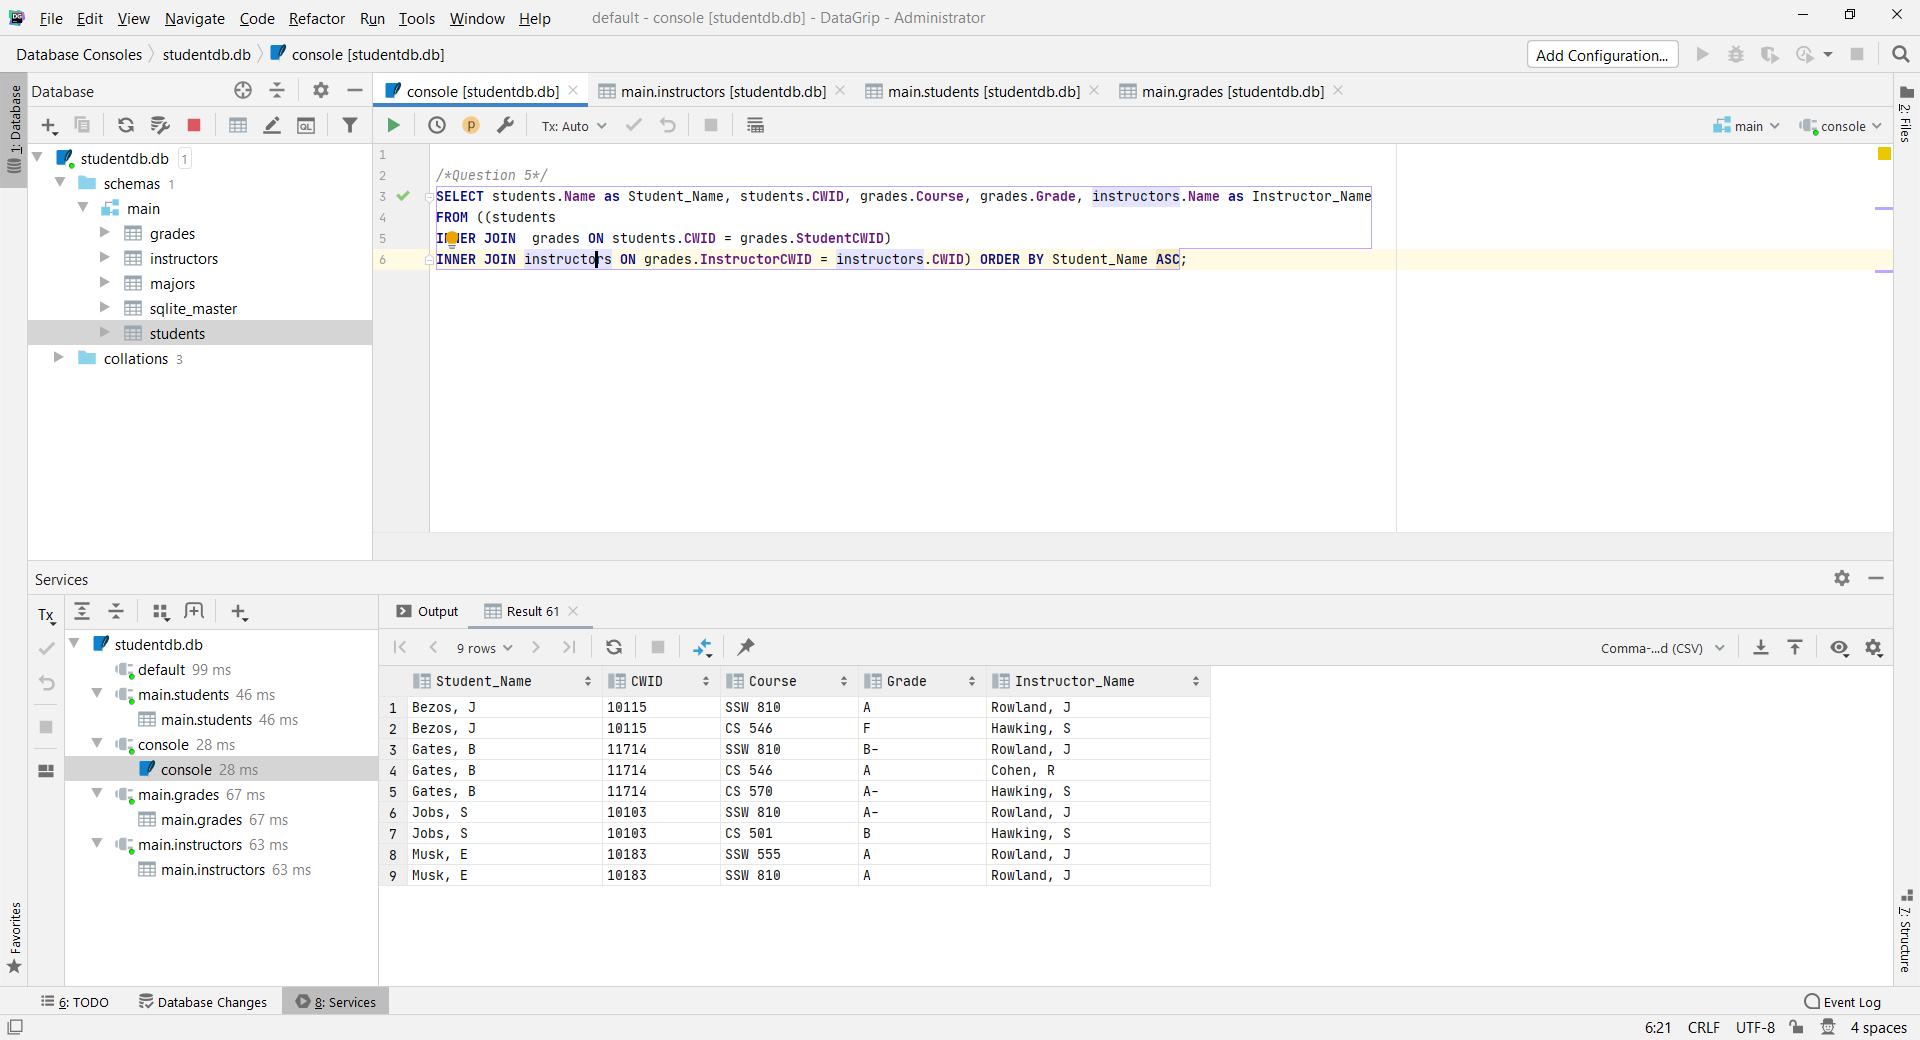 File Edit View Navigate Code Refactor Run Tools Window Help default - console [studentdb.db] - DataGrip - Administrator
Database Consoles studentdb.db console [studentdb.db] Add Configuration...
1: Database
Database
console [studentdb.db] main.instructors [studentdb.db] main.students [studentdb.db] main.grades [studentdb.db]
2: Files
Tx: Auto main console
studentdb.db 1
schemas 1
main
grades
instructors
majors
sqlite_master
students
collations 3
1
2 /*Question 5*/
3 SELECT students.Name as Student_Name, students.CWID, grades.Course, grades.Grade, instructors.Name as Instructor_Name
4 FROM ((students
5 INNER JOIN  grades ON students.CWID = grades.StudentCWID)
6 INNER JOIN instructors ON grades.InstructorCWID = instructors.CWID) ORDER BY Student_Name ASC;
Services
Tx
studentdb.db
default 99 ms
main.students 46 ms
main.students 46 ms
console 28 ms
console 28 ms
main.grades 67 ms
main.grades 67 ms
main.instructors 63 ms
main.instructors 63 ms
Output Result 61
9 rows Comma-...d (CSV)
Student_Name CWID Course Grade Instructor_Name
1 Bezos, J 10115 SSW 810 A Rowland, J
2 Bezos, J 10115 CS 546 F Hawking, S
3 Gates, B 11714 SSW 810 B- Rowland, J
4 Gates, B 11714 CS 546 A Cohen, R
5 Gates, B 11714 CS 570 A- Hawking, S
6 Jobs, S 10103 SSW 810 A- Rowland, J
7 Jobs, S 10103 CS 501 B Hawking, S
8 Musk, E 10183 SSW 555 A Rowland, J
9 Musk, E 10183 SSW 810 A Rowland, J
Favorites
7: Structure
6: TODO Database Changes 8: Services Event Log
6:21 CRLF UTF-8 4 spaces